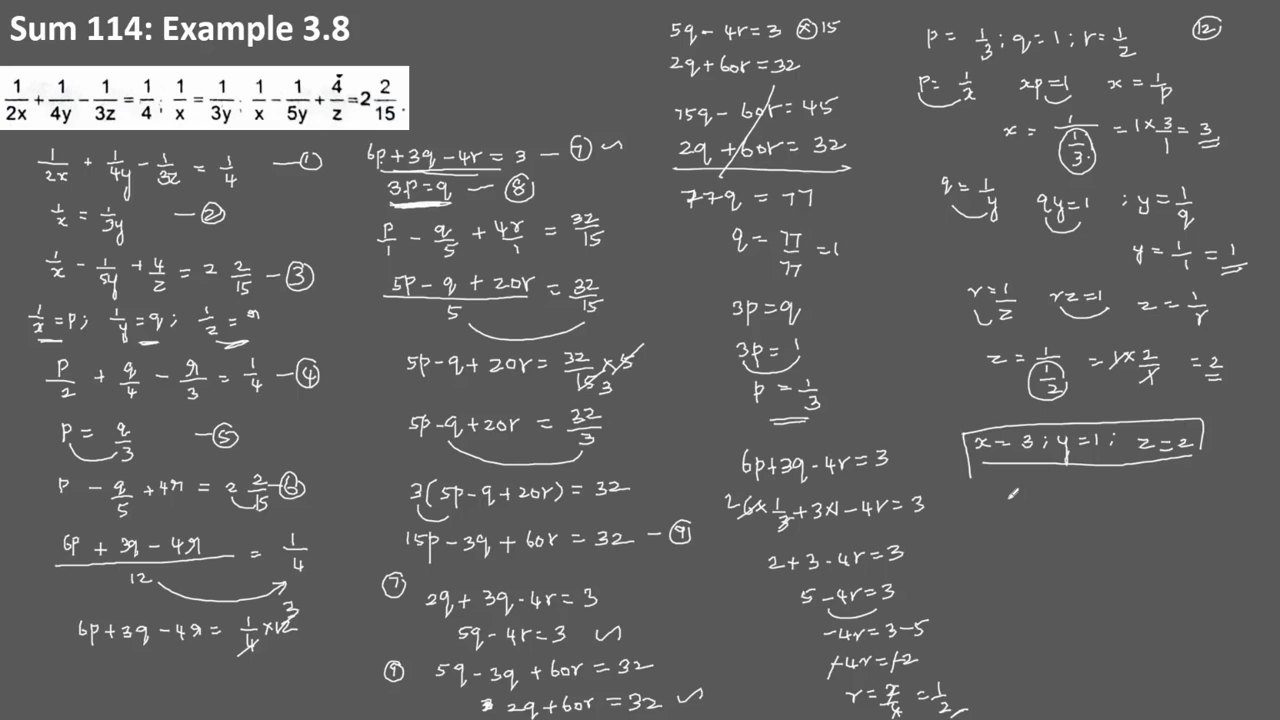 Sum 114: Example 3.8
1/2x + 1/4y - 1/3z = 1/4; 1/x = 1/3y; 1/x - 1/5y + 4/z = 2 2/15.
1/2x + 1/4y - 1/3z = 1/4 — ①
1/x = 1/3y — ②
1/x - 1/5y + 4/z = 2 2/15 — ③
1/x = p; 1/y = q; 1/z = r
p/2 + q/4 - r/3 = 1/4 — ④
p = q/3 — ⑤
p - q/5 + 4r = 2 2/15 — ⑥
6p + 3q - 4r / 12 = 1/4
6p + 3q - 4r = 1/4 × 12 3
6p + 3q - 4r = 3 — ⑦
3p = q — ⑧
p/1 - q/5 + 4r/1 = 32/15
5p - q + 20r / 5 = 32/15
5p - q + 20r = 32/15 × 5 3
5p - q + 20r = 32/3
3(5p - q + 20r) = 32
15p - 3q + 60r = 32 — ⑨
⑦
2q + 3q - 4r = 3
5q - 4r = 3
⑨ 5q - 3q + 60r = 32
2q + 60r = 32
5q - 4r = 3 ⊗ 15
2q + 60r = 32
75q - 60r = 45
2q + 60r = 32
77q = 77
q = 77/77 = 1
3p = q
3p = 1
p = 1/3
6p + 3q - 4r = 3
2 6 × 1/3 + 3×1 - 4r = 3
2 + 3 - 4r = 3
5 - 4r = 3
-4r = 3 - 5
-4r = -2
r = 2/4 = 1/2
p = 1/3; q = 1; r = 1/2 ⑫
p = 1/x xp = 1 x = 1/p
x = 1/(1/3) = 1 × 3/1 = 3
q = 1/y qy = 1; y = 1/q
y = 1/1 = 1
r = 1/z rz = 1 z = 1/r
z = 1/(1/2) = 1 × 2/1 = 2
x = 3; y = 1; z = 2